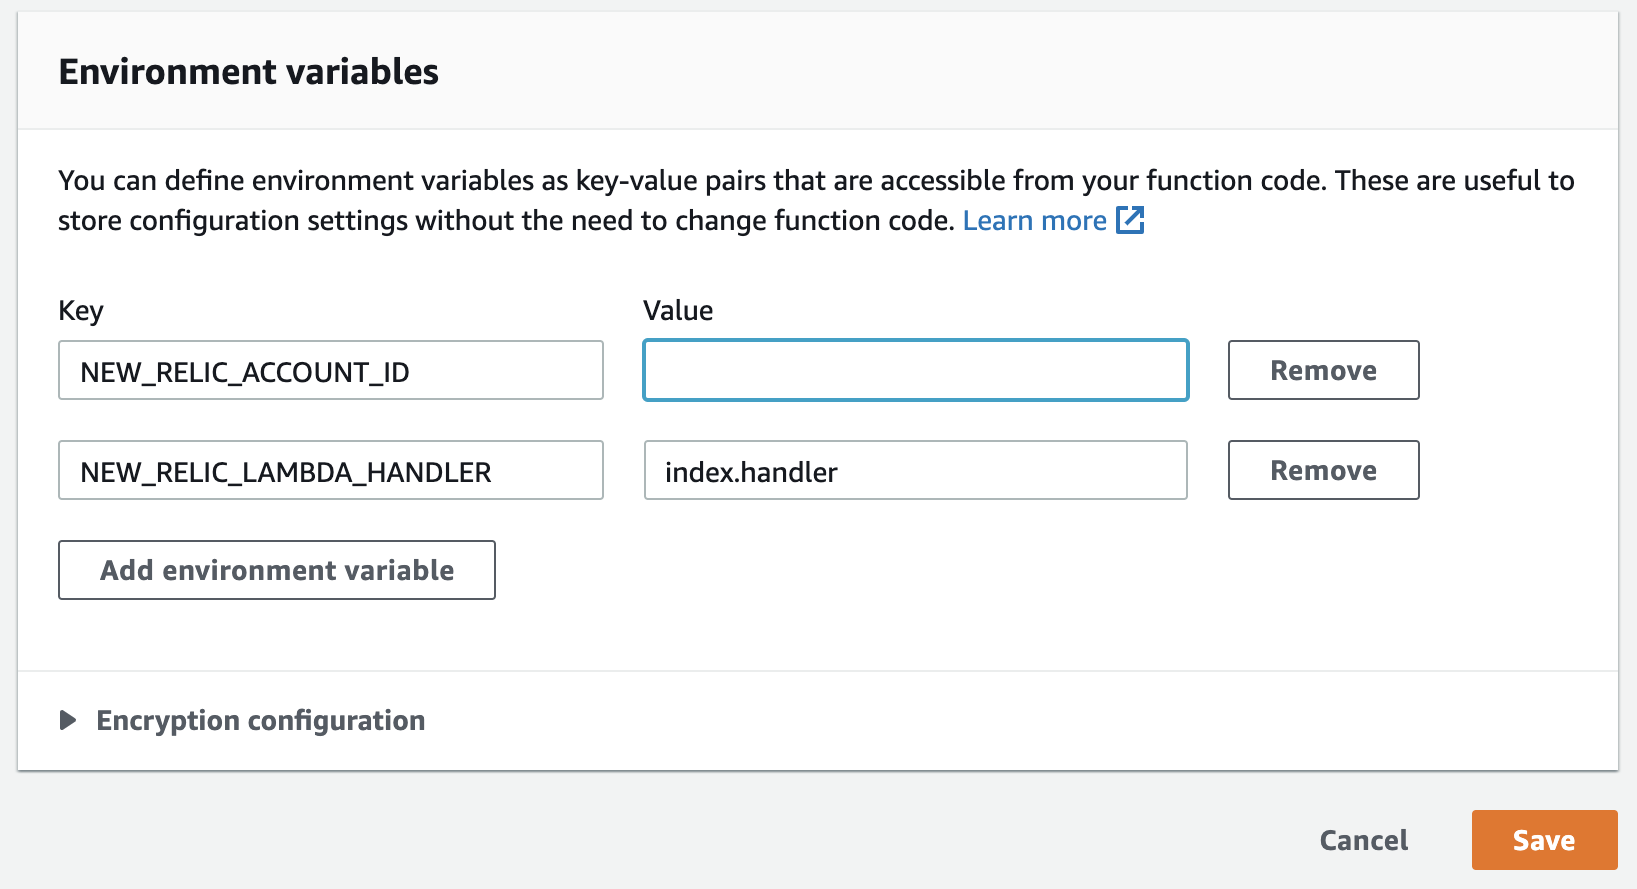 Environment variables
You can define environment variables as key-value pairs that are accessible from your function code. These are useful to
store configuration settings without the need to change function code. Learn more
Key Value
NEW_RELIC_ACCOUNT_ID Remove
NEW_RELIC_LAMBDA_HANDLER index.handler Remove
Add environment variable
Encryption configuration
Cancel Save